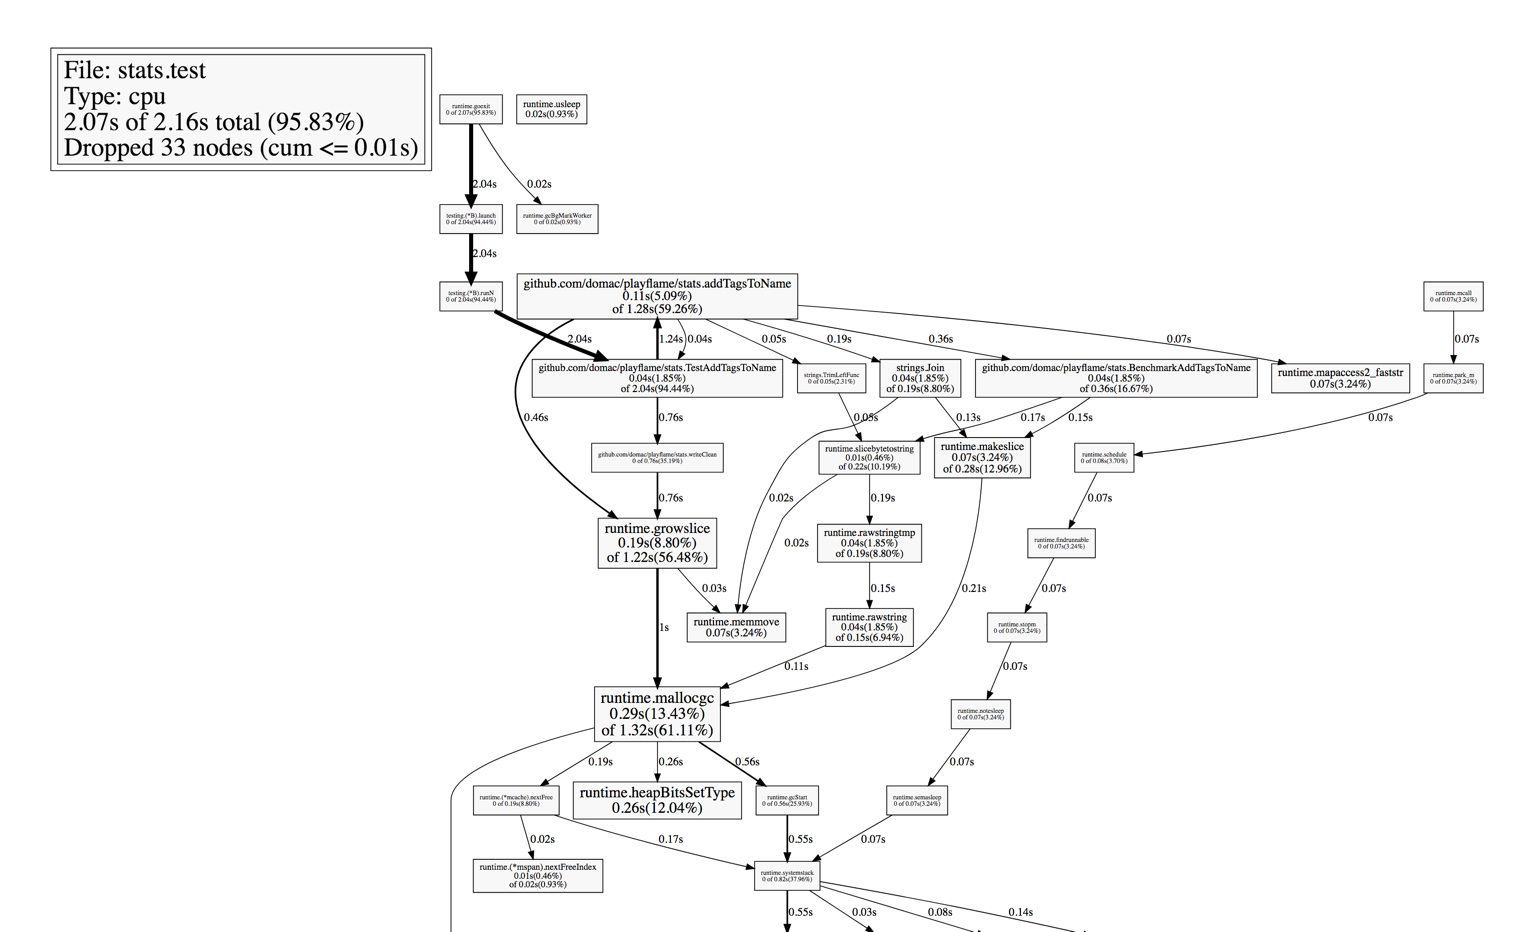 File: stats.test
Type: cpu
2.07s of 2.16s total (95.83%)
Dropped 33 nodes (cum <= 0.01s)
runtime.goexit
0 of 2.07s(95.83%)
runtime.usleep
0.02s(0.93%)
2.04s
0.02s
testing.(*B).launch
0 of 2.04s(94.44%)
runtime.gcBgMarkWorker
0 of 0.02s(0.93%)
2.04s
testing.(*B).runN
0 of 2.04s(94.44%)
github.com/domac/playflame/stats.addTagsToName
0.11s(5.09%)
of 1.28s(59.26%)
runtime.mcall
0 of 0.07s(3.24%)
2.04s
1.24s
0.04s
0.05s
0.19s
0.36s
0.07s
0.07s
github.com/domac/playflame/stats.TestAddTagsToName
0.04s(1.85%)
of 2.04s(94.44%)
strings.TrimLeftFunc
0 of 0.05s(2.31%)
strings.Join
0.04s(1.85%)
of 0.19s(8.80%)
github.com/domac/playflame/stats.BenchmarkAddTagsToName
0.04s(1.85%)
of 0.36s(16.67%)
runtime.mapaccess2_faststr
0.07s(3.24%)
runtime.park_m
0 of 0.07s(3.24%)
0.46s
0.76s
0.05s
0.13s
0.17s
0.15s
0.07s
github.com/domac/playflame/stats.writeClean
0 of 0.76s(35.19%)
runtime.slicebytetostring
0.01s(0.46%)
of 0.22s(10.19%)
runtime.makeslice
0.07s(3.24%)
of 0.28s(12.96%)
runtime.schedule
0 of 0.08s(3.70%)
0.76s
0.02s
0.19s
0.07s
runtime.growslice
0.19s(8.80%)
of 1.22s(56.48%)
0.02s
runtime.rawstringtmp
0.04s(1.85%)
of 0.19s(8.80%)
runtime.findrunnable
0 of 0.07s(3.24%)
0.03s
0.15s
0.21s
0.07s
1s
runtime.memmove
0.07s(3.24%)
runtime.rawstring
0.04s(1.85%)
of 0.15s(6.94%)
runtime.stopm
0 of 0.07s(3.24%)
0.11s
0.07s
runtime.mallocgc
0.29s(13.43%)
of 1.32s(61.11%)
runtime.notesleep
0 of 0.07s(3.24%)
0.19s
0.26s
0.56s
0.07s
runtime.(*mcache).nextFree
0 of 0.19s(8.80%)
runtime.heapBitsSetType
0.26s(12.04%)
runtime.gcStart
0 of 0.56s(25.93%)
runtime.semasleep
0 of 0.07s(3.24%)
0.02s
0.17s
0.55s
0.07s
runtime.(*mspan).nextFreeIndex
0.01s(0.46%)
of 0.02s(0.93%)
runtime.systemstack
0 of 0.82s(37.96%)
0.55s
0.03s
0.08s
0.14s